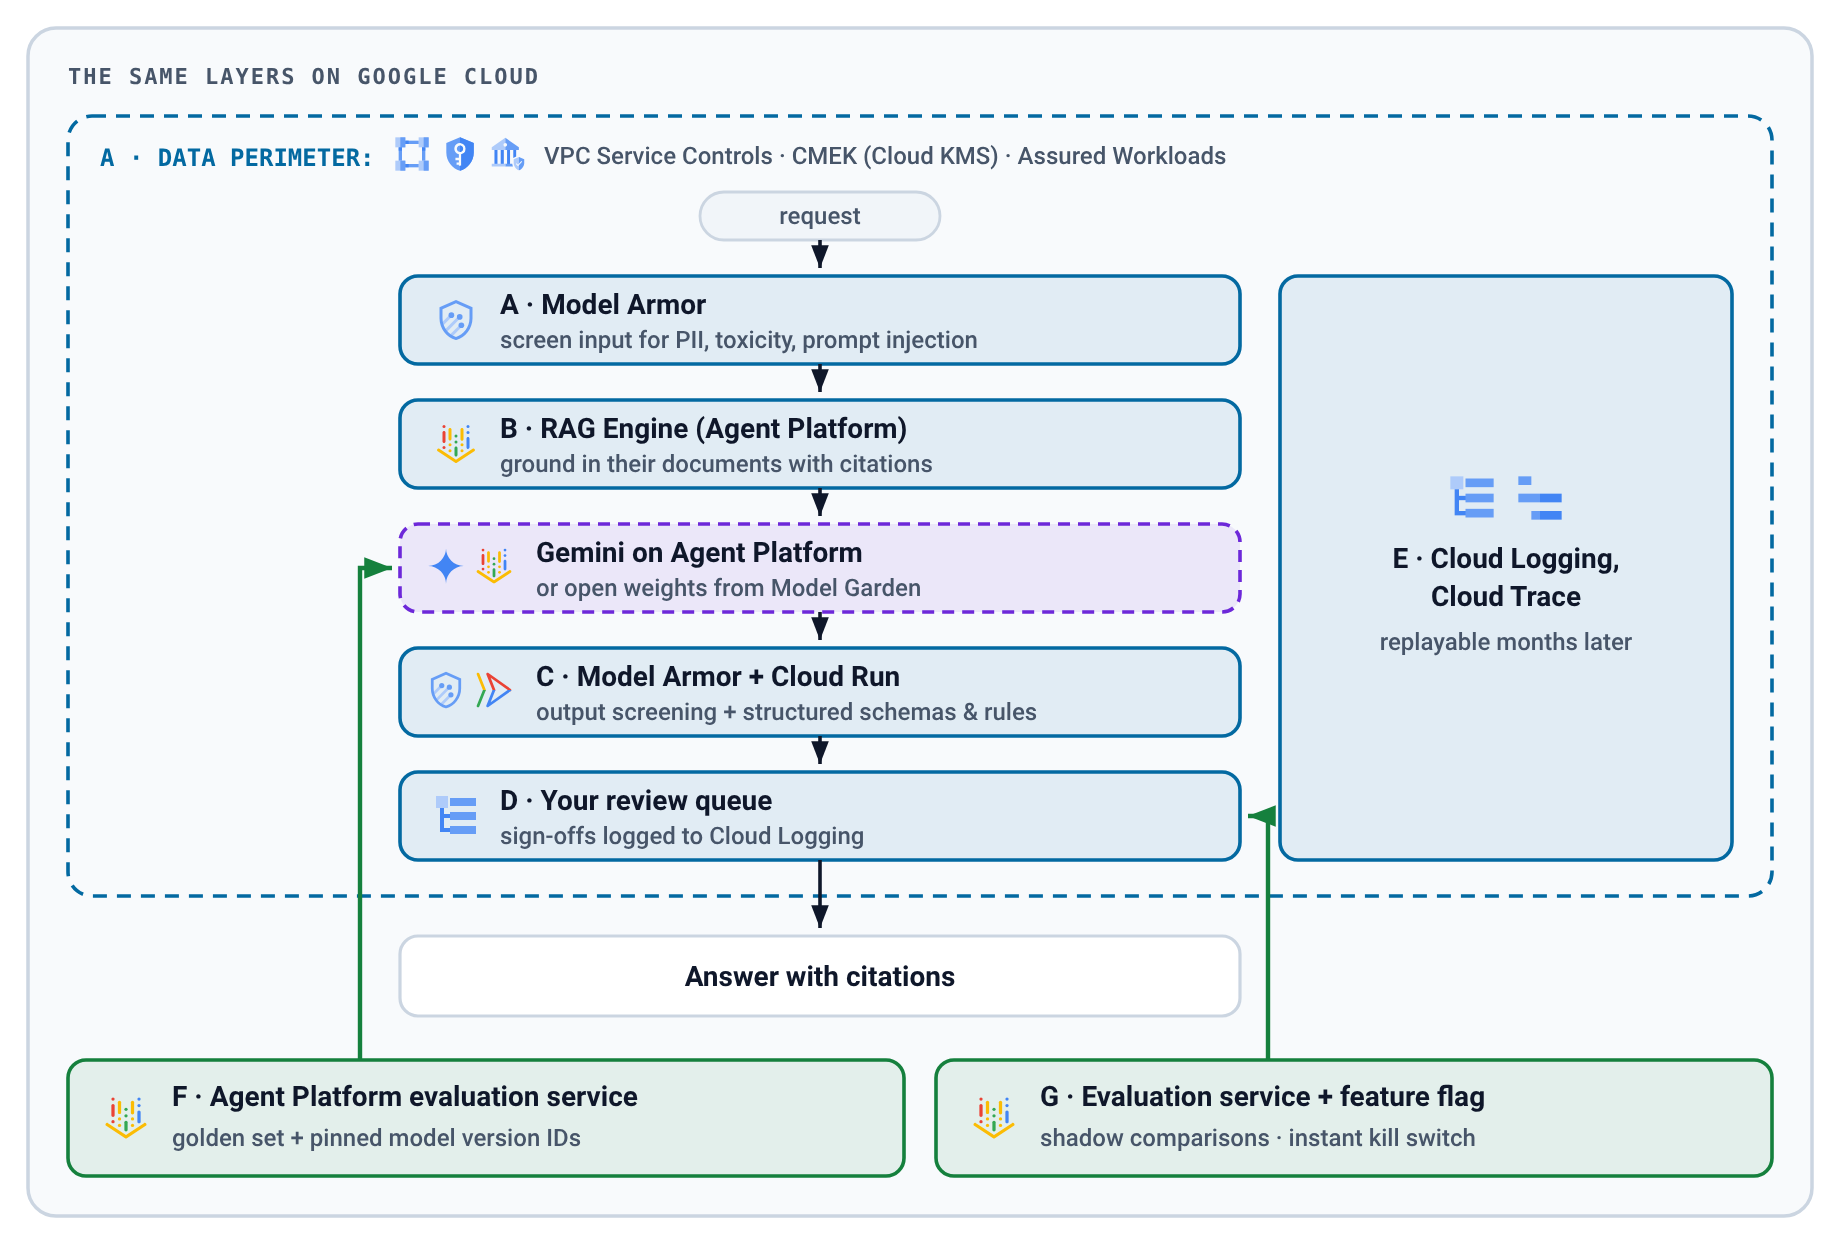 THE SAME LAYERS ON GOOGLE CLOUD
A · DATA PERIMETER: VPC Service Controls · CMEK (Cloud KMS) · Assured Workloads
request
A · Model Armor
screen input for PII, toxicity, prompt injection
B · RAG Engine (Agent Platform)
ground in their documents with citations
Gemini on Agent Platform
or open weights from Model Garden
C · Model Armor + Cloud Run
output screening + structured schemas & rules
D · Your review queue
sign-offs logged to Cloud Logging
E · Cloud Logging,
Cloud Trace
replayable months later
Answer with citations
F · Agent Platform evaluation service
golden set + pinned model version IDs
G · Evaluation service + feature flag
shadow comparisons · instant kill switch